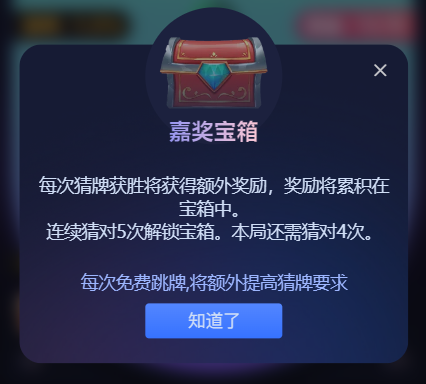 嘉奖宝箱
每次猜牌获胜将获得额外奖励，奖励将累积在
宝箱中。
连续猜对5次解锁宝箱。本局还需猜对4次。
每次免费跳牌,将额外提高猜牌要求
知道了